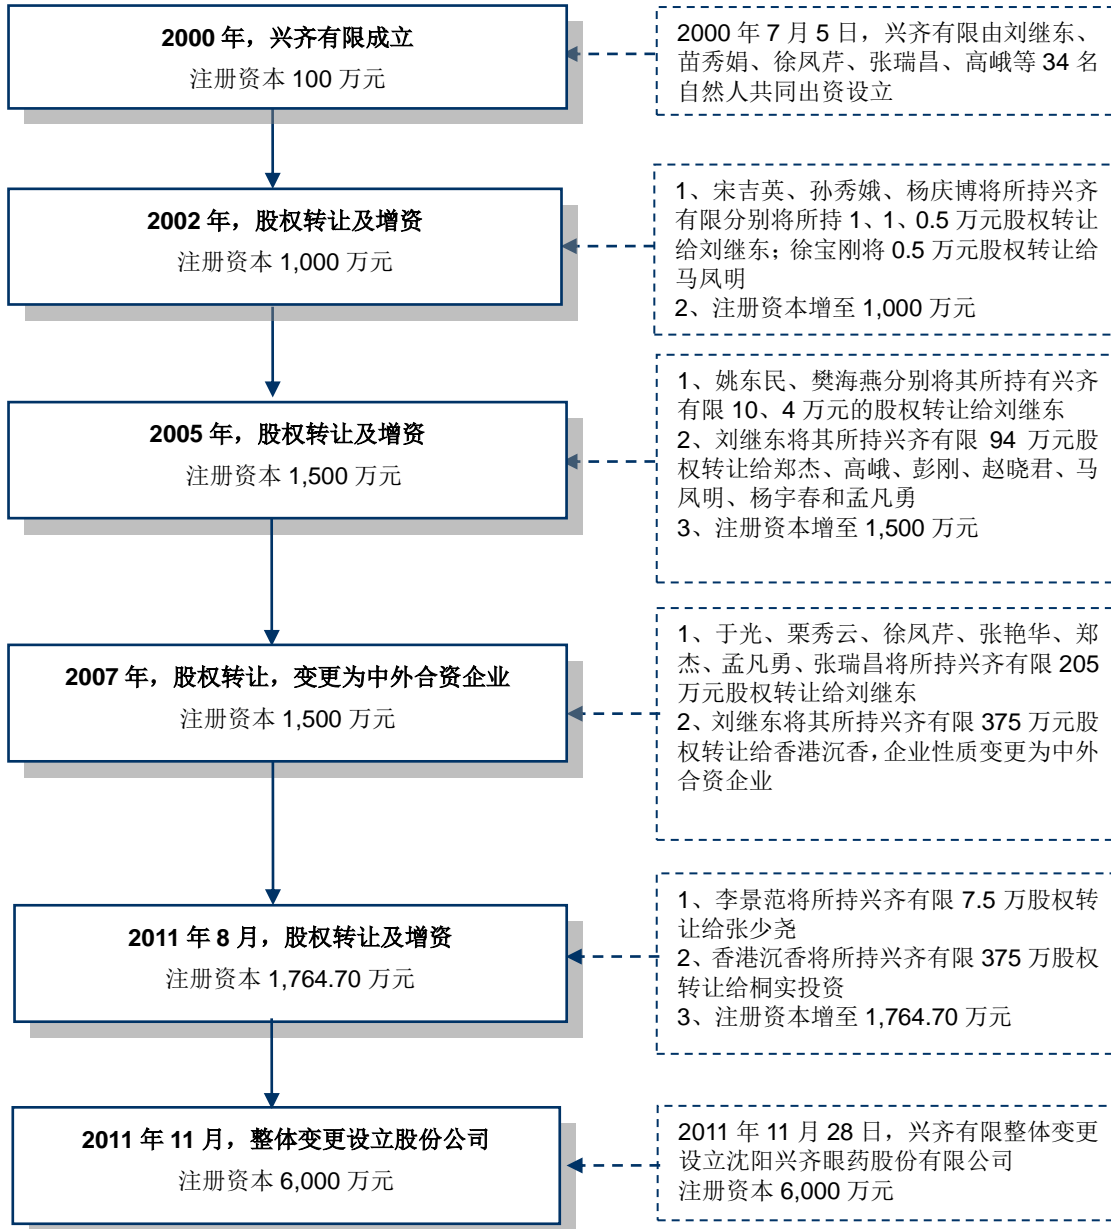 2000 年，兴齐有限成立
注册资本 100 万元
2000 年 7 月 5 日，兴齐有限由刘继东、
苗秀娟、徐凤芹、张瑞昌、高峨等 34 名
自然人共同出资设立
2002 年，股权转让及增资
注册资本 1,000 万元
1、宋吉英、孙秀娥、杨庆博将所持兴齐
有限分别将所持 1、1、0.5 万元股权转让
给刘继东；徐宝刚将 0.5 万元股权转让给
马凤明
2、注册资本增至 1,000 万元
2005 年，股权转让及增资
注册资本 1,500 万元
1、姚东民、樊海燕分别将其所持有兴齐
有限 10、4 万元的股权转让给刘继东
2、刘继东将其所持兴齐有限 94 万元股
权转让给郑杰、高峨、彭刚、赵晓君、马
凤明、杨宇春和孟凡勇
3、注册资本增至 1,500 万元
2007 年，股权转让，变更为中外合资企业
注册资本 1,500 万元
1、于光、栗秀云、徐凤芹、张艳华、郑
杰、孟凡勇、张瑞昌将所持兴齐有限 205
万元股权转让给刘继东
2、刘继东将其所持兴齐有限 375 万元股
权转让给香港沉香，企业性质变更为中外
合资企业
2011 年 8 月，股权转让及增资
注册资本 1,764.70 万元
1、李景范将所持兴齐有限 7.5 万股权转
让给张少尧
2、香港沉香将所持兴齐有限 375 万股权
转让给桐实投资
3、注册资本增至 1,764.70 万元
2011 年 11 月，整体变更设立股份公司
注册资本 6,000 万元
2011 年 11 月 28 日，兴齐有限整体变更
设立沈阳兴齐眼药股份有限公司
注册资本 6,000 万元